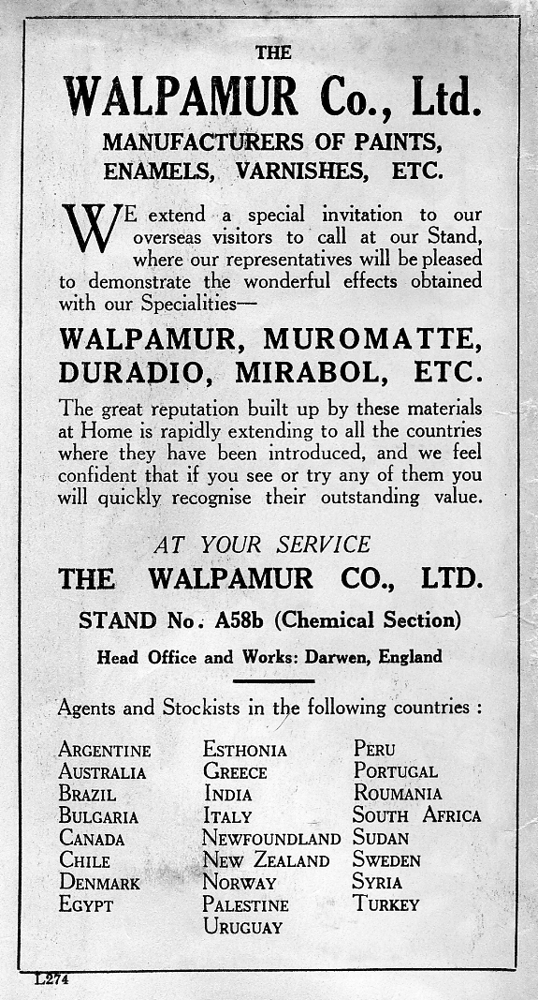 THE
WALPAMUR Co., Ltd.
MANUFACTURERS OF PAINTS,
ENAMELS, VARNISHES, ETC.
WE extend a special invitation to our
overseas visitors to call at our Stand,
where our representatives will be pleased
to demonstrate the wonderful effects obtained
with our Specialities—
WALPAMUR, MUROMATTE,
DURADIO, MIRABOL, ETC.
The great reputation built up by these materials
at Home is rapidly extending to all the countries
where they have been introduced, and we feel
confident that if you see or try any of them you
will quickly recognise their outstanding value.
AT YOUR SERVICE
THE WALPAMUR CO., LTD.
STAND No. A58b (Chemical Section)
Head Office and Works: Darwen, England
Agents and Stockists in the following countries :
ARGENTINE
AUSTRALIA
BRAZIL
BULGARIA
CANADA
CHILE
DENMARK
EGYPT
ESTHONIA
GREECE
INDIA
ITALY
NEWFOUNDLAND
NEW ZEALAND
NORWAY
PALESTINE
URUGUAY
PERU
PORTUGAL
ROUMANIA
SOUTH AFRICA
SUDAN
SWEDEN
SYRIA
TURKEY
L274